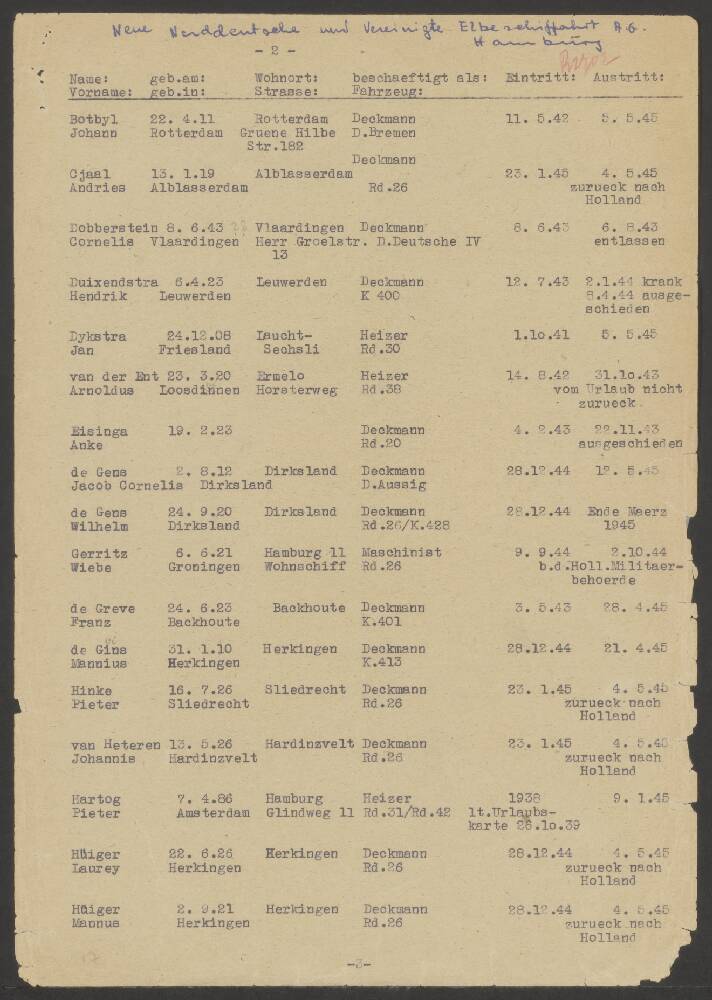 Neue Norddeutsche und Vereinigte Elbeschiffahrt A.G.
Hamburg
- 2 -
Name: geb.am: Wohnort: beschaeftigt als: Eintritt: Austritt:
Vorname: geb.in: Strasse: Fahrzeug:
Botbyl 22. 4.11 Rotterdam Deckmann 11. 5.42 5. 5.45
Johann Rotterdam Gruene Hilbe D.Bremen
Str.182
Deckmann
Cjaal 13. 1.19 Alblasserdam 23. 1.45 4. 5.45
Andries Alblasserdam Rd.26 zurueck nach
Holland
Dobberstein 8. 6.43 Vlaardingen Deckmann 8. 6.43 6. 8.43
Cornelis Vlaardingen Herr Groelstr. D.Deutsche IV entlassen
13
Duixendstra 6.4.23 Leuwerden Deckmann 12. 7.43 2.1.44 krank
Hendrik Leuwerden K 400 8.4.44 ausge-
schieden
Dykstra 24.12.08 Laucht- Heizer 1.10.41 5. 5.45
Jan Friesland Sechsli Rd.30
van der Ent 23. 3.20 Ermelo Heizer 14. 8.42 31.10.43
Arnoldus Loosdinnen Horsterweg Rd.38 vom Urlaub nicht
zurueck
Eisinga 19. 2.23 Deckmann 4. 2.43 22.11.43
Anke Rd.20 ausgeschieden
de Gens 2. 8.12 Dirksland Deckmann 28.12.44 12. 5.45
Jacob Cornelis Dirksland D.Aussig
de Gens 24. 9.20 Dirksland Deckmann 28.12.44 Ende Maerz
Wilhelm Dirksland Rd.26/K.428 1945
Gerritz 6. 6.21 Hamburg 11 Maschinist 9. 9.44 2.10.44
Wiebe Groningen Wohnschiff Rd.26 b.d.Holl.Militaer-
behoerde
de Greve 24. 6.23 Backhoute Deckmann 3. 5.43 28. 4.45
Franz Backhoute K.401
de Gins 31. 1.10 Herkingen Deckmann 28.12.44 21. 4.45
Mannius Herkingen K.413
Hinke 16. 7.26 Sliedrecht Deckmann 23. 1.45 4. 5.45
Pieter Sliedrecht Rd.26 zurueck nach
Holland
van Heteren 13. 5.26 Hardinzvelt Deckmann 23. 1.45 4. 5.45
Johannis Hardinzvelt Rd.26 zurueck nach
Holland
Hartog 7. 4.86 Hamburg Heizer 1938 9. 1.45
Pieter Amsterdam Glindweg 11 Rd.31/Rd.42 lt.Urlaubs-
karte 28.10.39
Hüiger 22. 6.26 Herkingen Deckmann 28.12.44 4. 5.45
Laurey Herkingen Rd.26 zurueck nach
Holland
Hüiger 2. 9.21 Herkingen Deckmann 28.12.44 4. 5.45
Mannus Herkingen Rd.26 zurueck nach
Holland
-3-